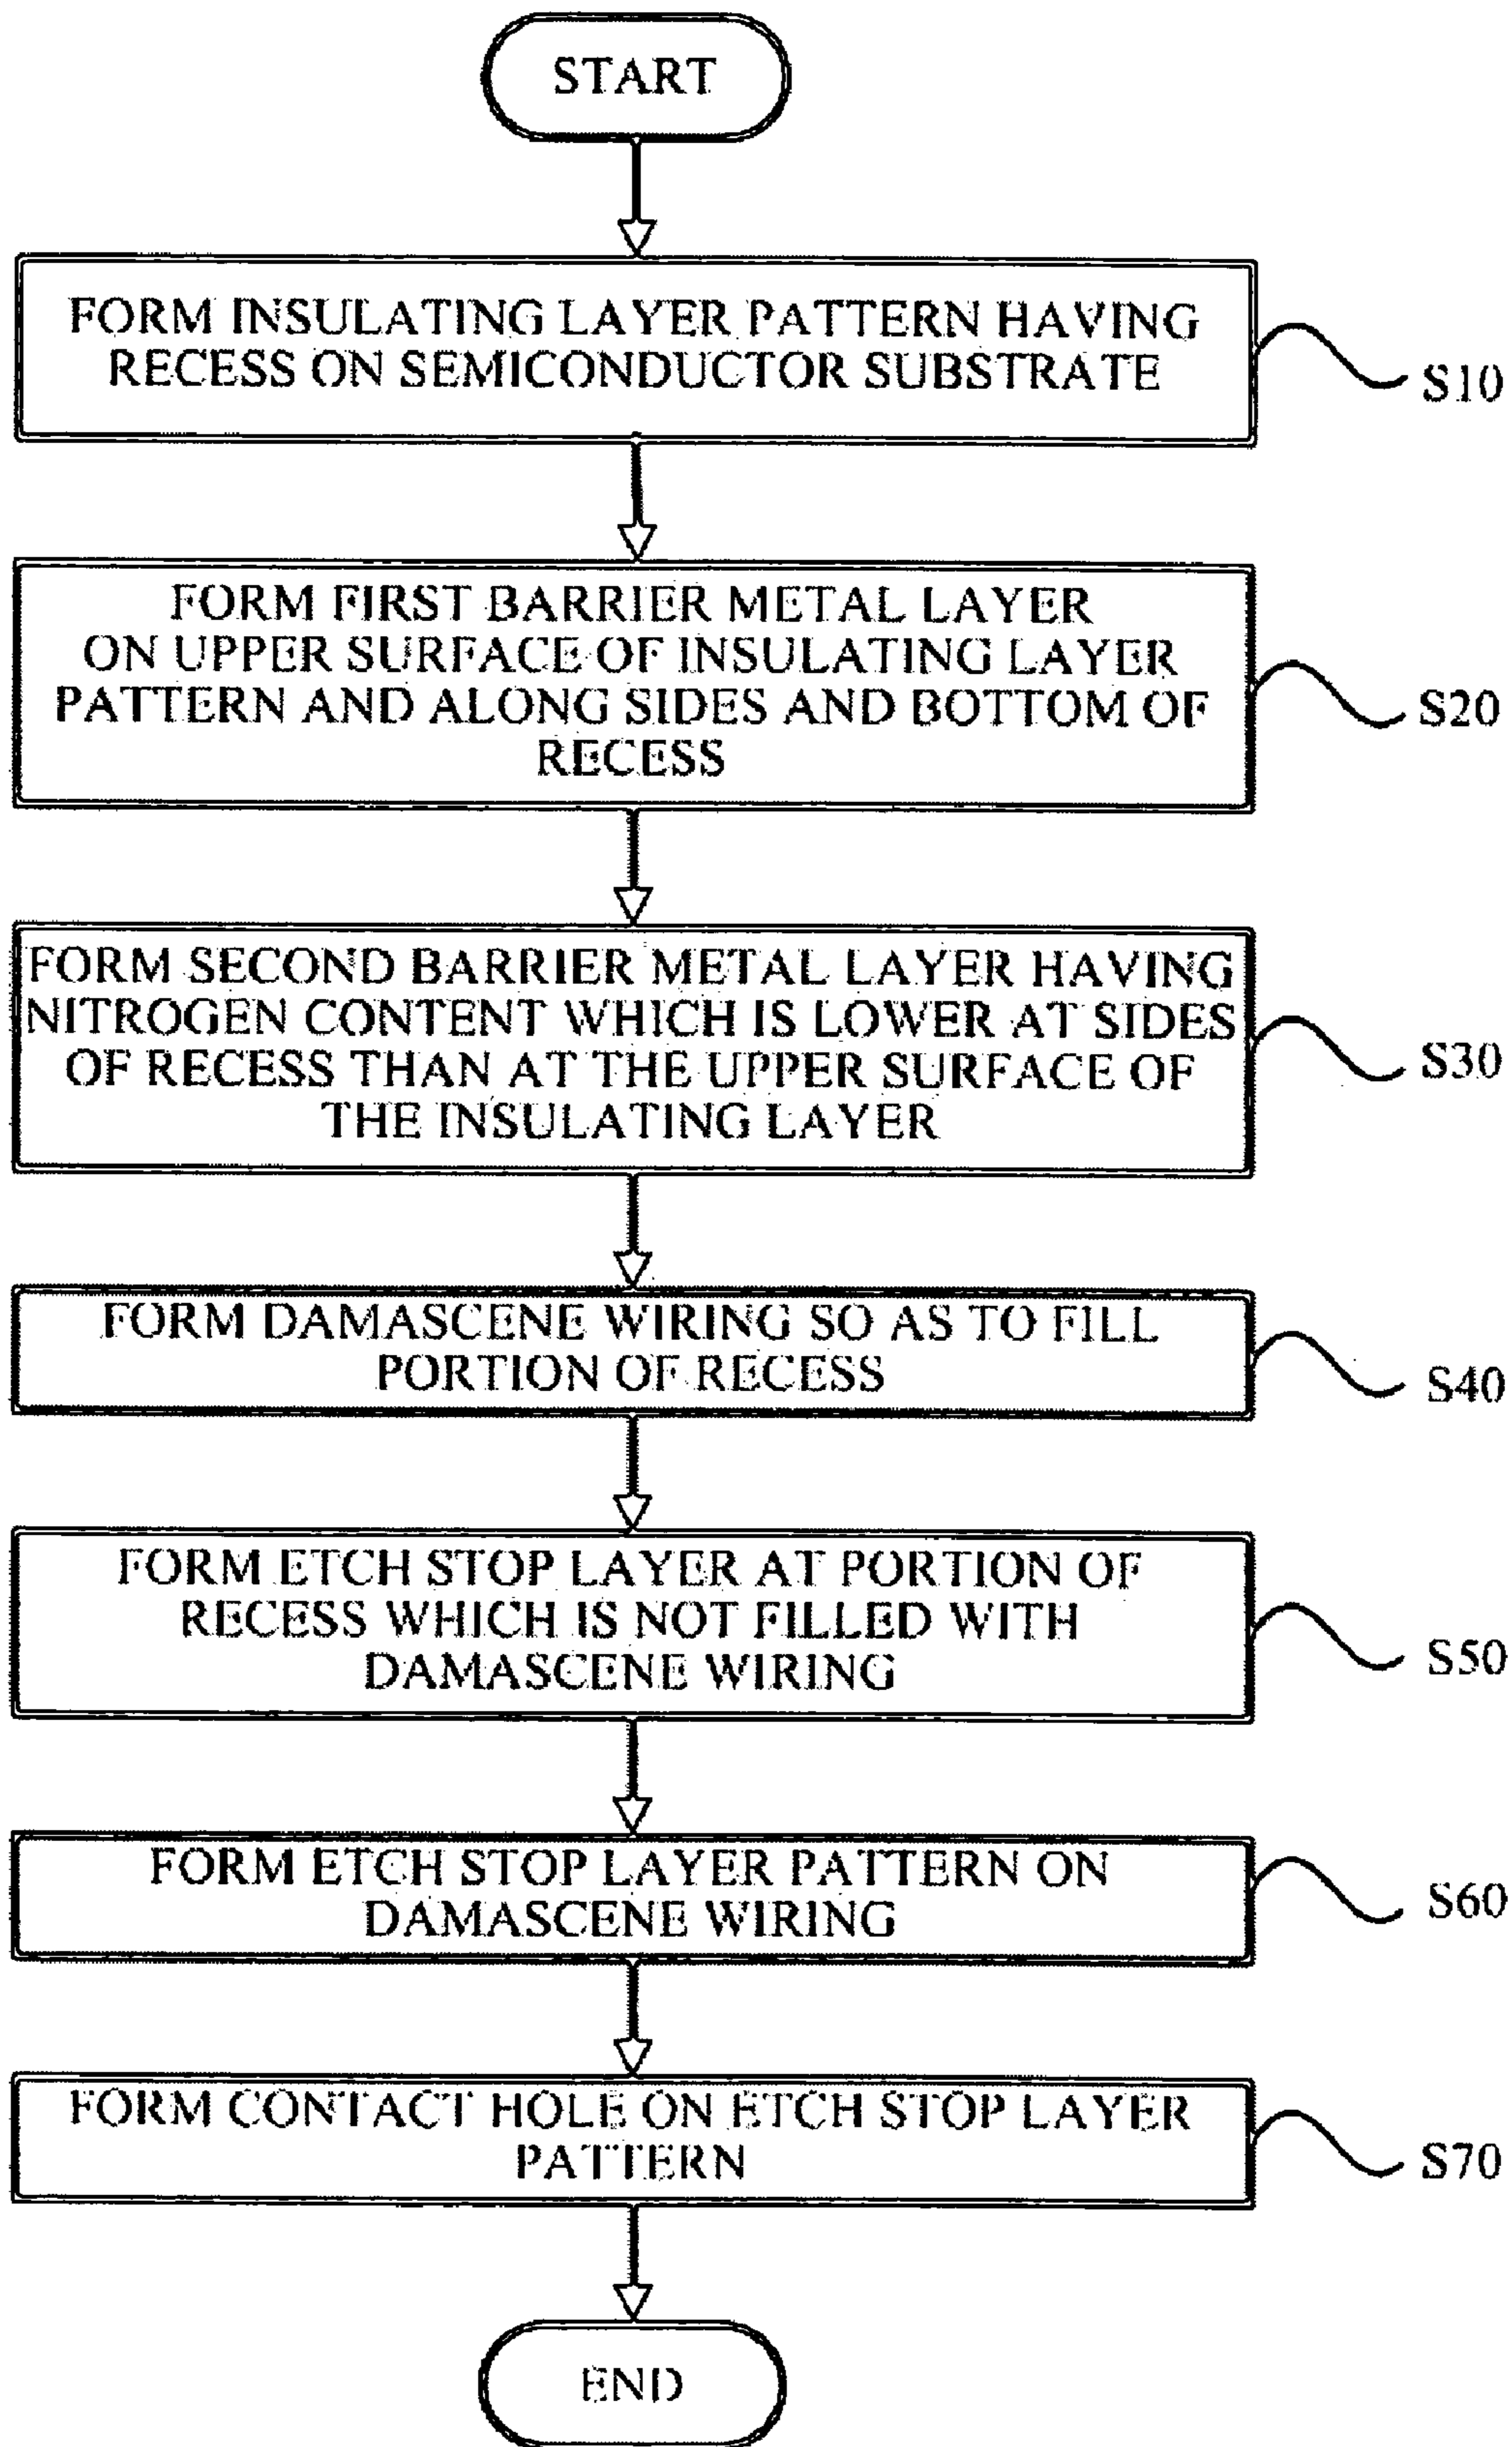 START
FORM INSULATING LAYER PATTERN HAVING
RECESS ON SEMICONDUCTOR SUBSTRATE
S10
FORM FIRST BARRIER METAL LAYER
ON UPPER SURFACE OF INSULATING LAYER
PATTERN AND ALONG SIDES AND BOTTOM OF
RECESS
S20
FORM SECOND BARRIER METAL LAYER HAVING
NITROGEN CONTENT WHICH IS LOWER AT SIDES
OF RECESS THAN AT THE UPPER SURFACE OF
THE INSULATING LAYER
S30
FORM DAMASCENE WIRING SO AS TO FILL
PORTION OF RECESS
S40
FORM ETCH STOP LAYER AT PORTION OF
RECESS WHICH IS NOT FILLED WITH
DAMASCENE WIRING
S50
FORM ETCH STOP LAYER PATTERN ON
DAMASCENE WIRING
S60
FORM CONTACT HOLE ON ETCH STOP LAYER
PATTERN
S70
END